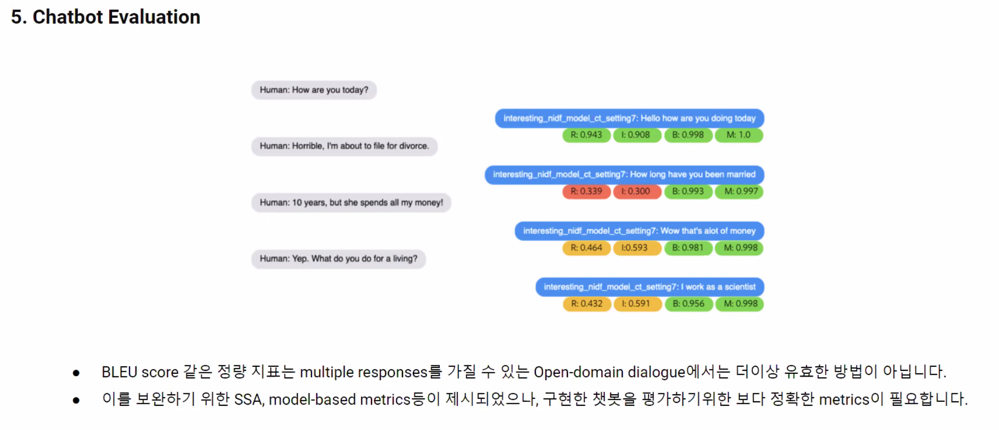 5. Chatbot Evaluation
Human: How are you today?
interesting_nidf_model_ct_setting7: Hello how are you doing today
R: 0.943 I: 0.908 B: 0.998 M: 1.0
Human: Horrible, I'm about to file for divorce.
interesting_nidf_model_ct_setting7: How long have you been married
R: 0.339 I: 0.300 B: 0.993 M: 0.997
Human: 10 years, but she spends all my money!
interesting_nidf_model_ct_setting7: Wow that's alot of money
R: 0.464 I:0.593 B: 0.981 M: 0.998
Human: Yep. What do you do for a living?
interesting_nidf_model_ct_setting7: I work as a scientist
R: 0.432 I: 0.591 B: 0.956 M: 0.998
● BLEU score 같은 정량 지표는 multiple responses를 가질 수 있는 Open-domain dialogue에서는 더이상 유효한 방법이 아닙니다.
● 이를 보완하기 위한 SSA, model-based metrics등이 제시되었으나, 구현한 챗봇을 평가하기위한 보다 정확한 metrics이 필요합니다.